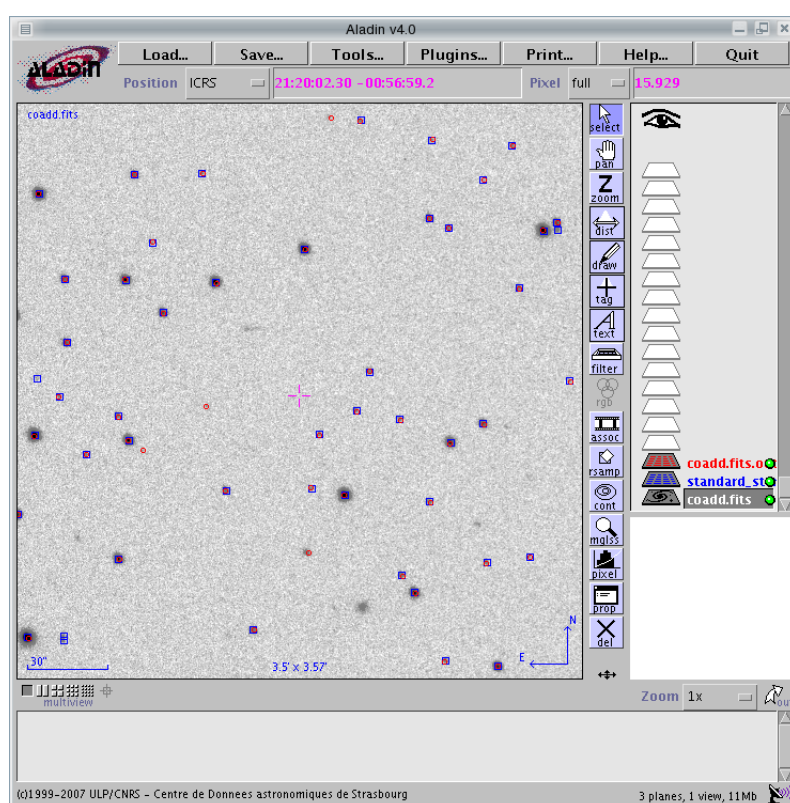 Aladin v4.0
ALADIN
Load... Save... Tools... Plugins... Print... Help... Quit
Position ICRS 21:20:02.30 -00:56:59.2 Pixel full 15.929
coadd.fits
select
pan
zoom
dist
draw
tag
text
filter
rgb
assoc
rsamp
cont
mglss
pixel
prop
del
coadd.fits.o
standard_st
coadd.fits
N
E
30"
3.5' x 3.57'
multiview
Zoom 1x
(c)1999-2007 ULP/CNRS - Centre de Donnees astronomiques de Strasbourg
3 planes, 1 view, 11Mb